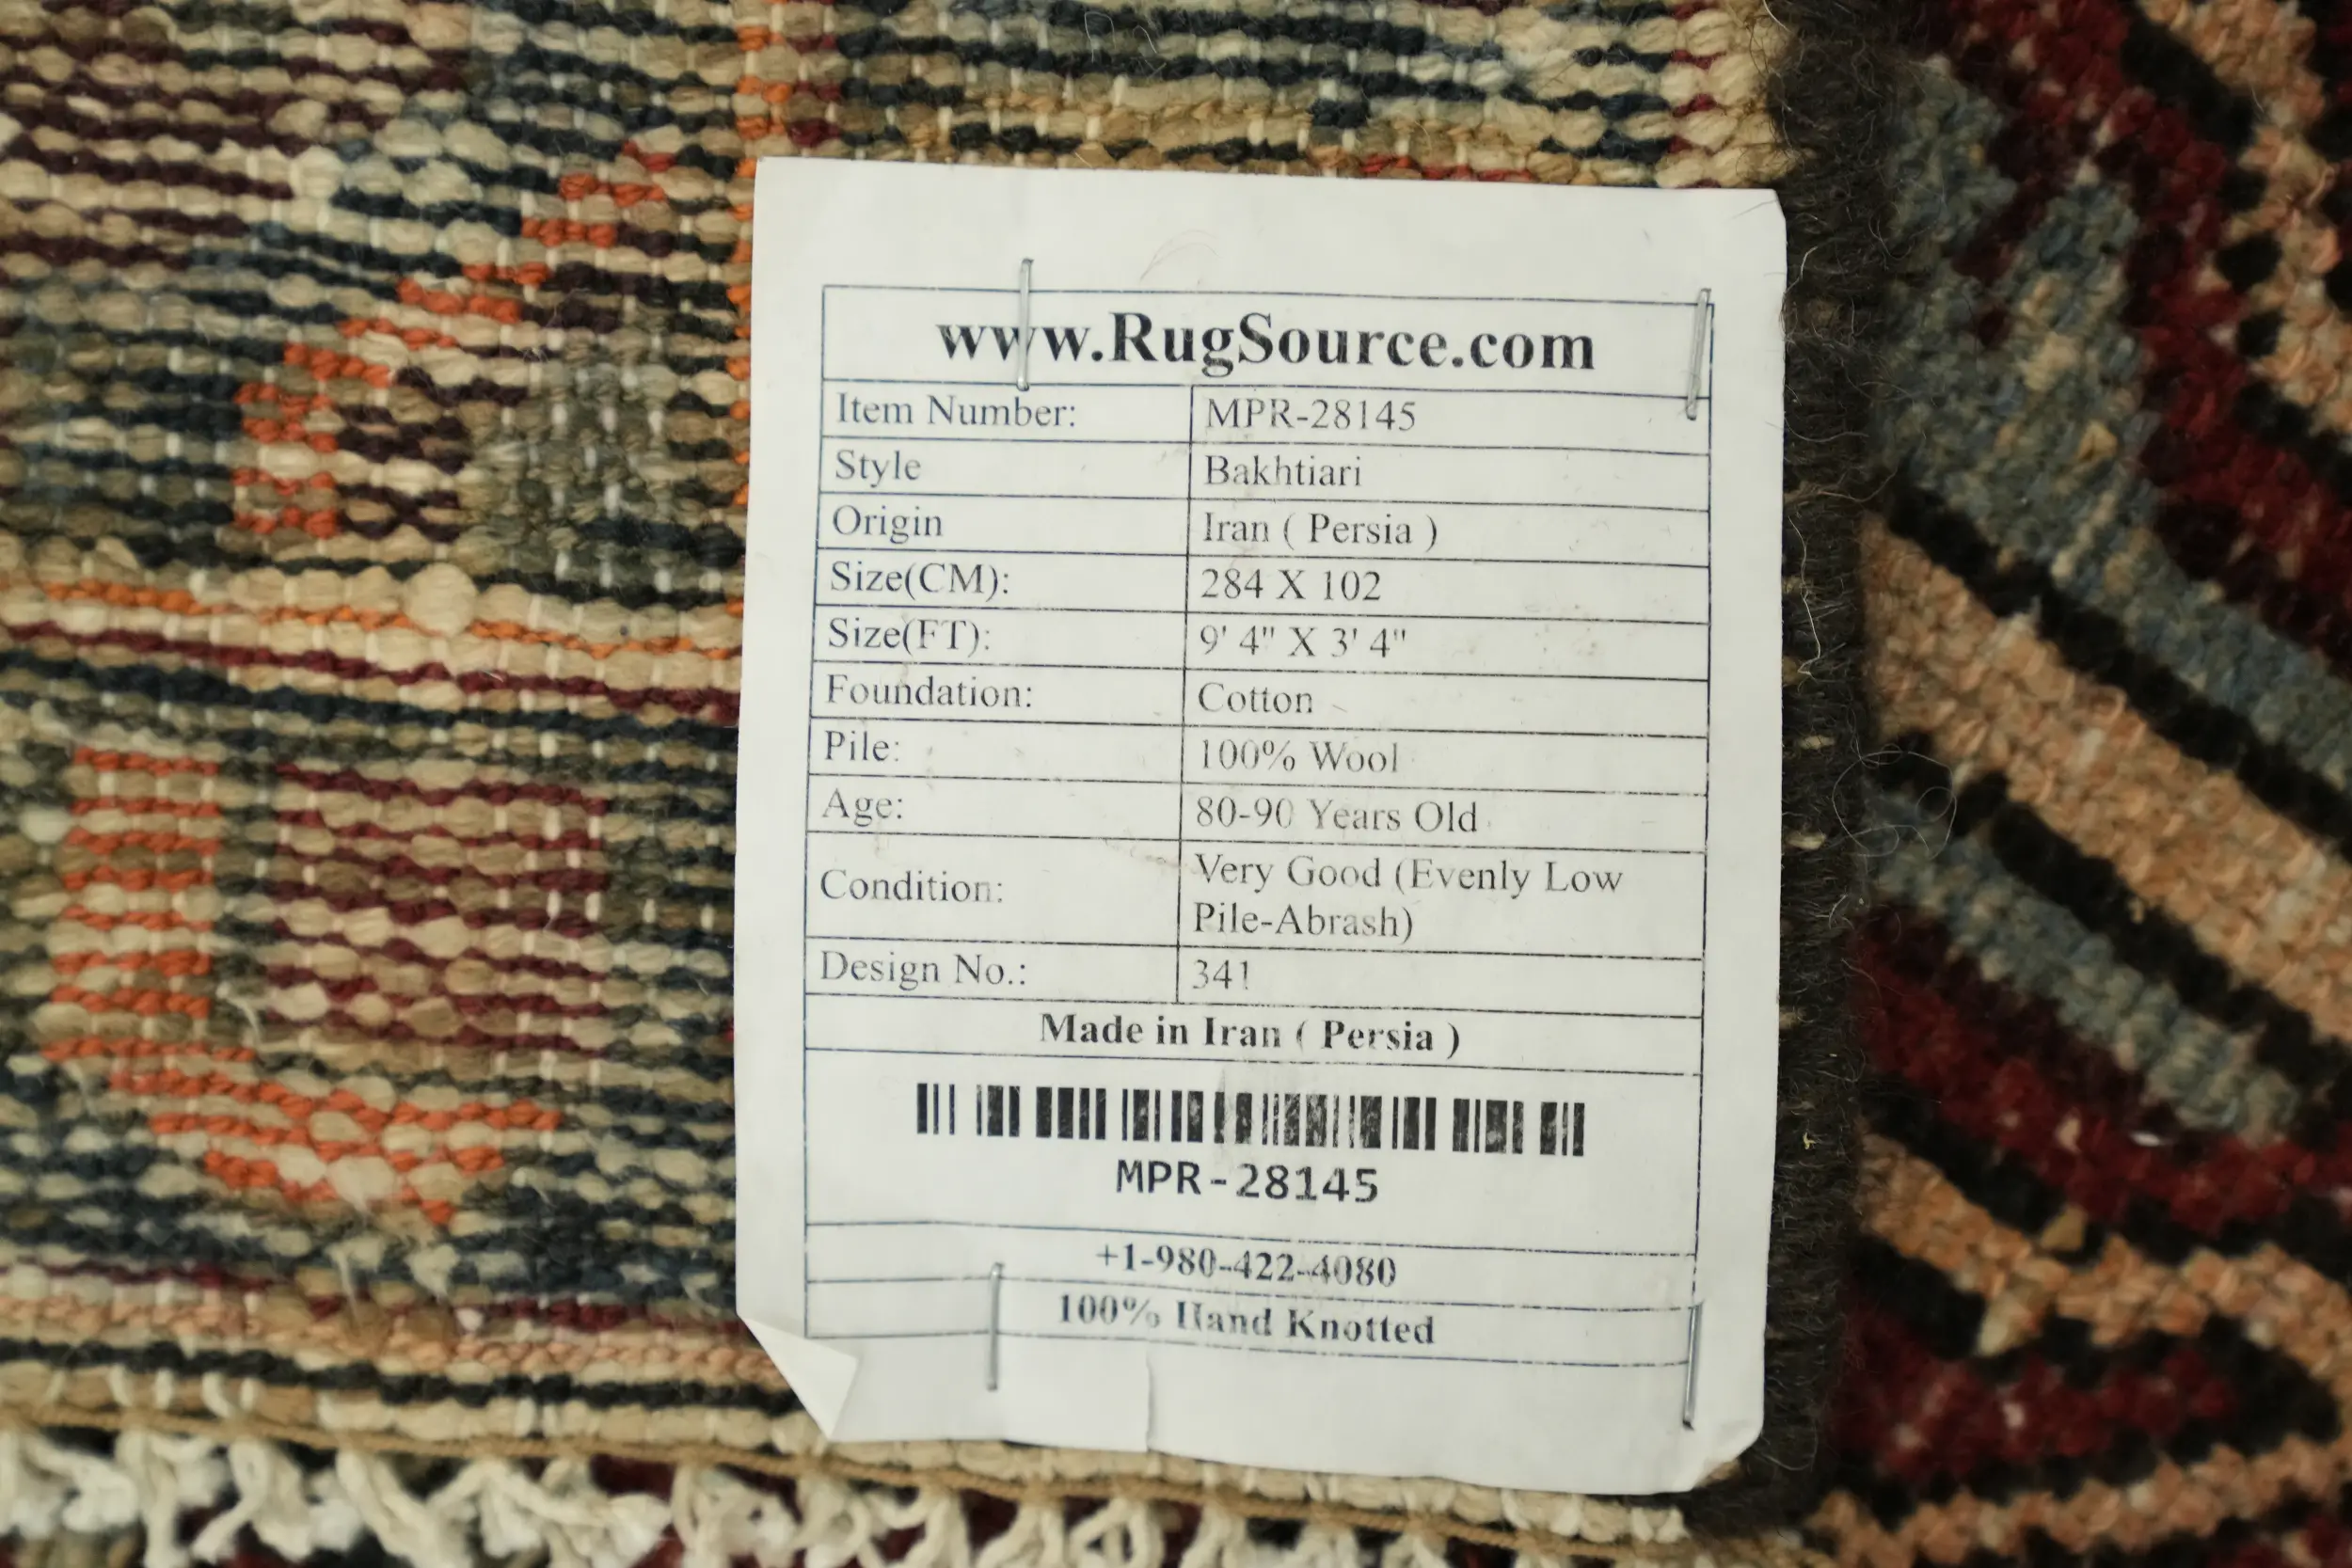 www.RugSource.com
Item Number: MPR-28145
Style Bakhtiari
Origin Iran ( Persia )
Size(CM): 284 X 102
Size(FT): 9' 4" X 3' 4"
Foundation: Cotton
Pile: 100% Wool
Age: 80-90 Years Old
Condition: Very Good (Evenly Low
Pile-Abrash)
Design No.: 341
Made in Iran ( Persia )
MPR-28145
+1-980-422-4080
100% Hand Knotted